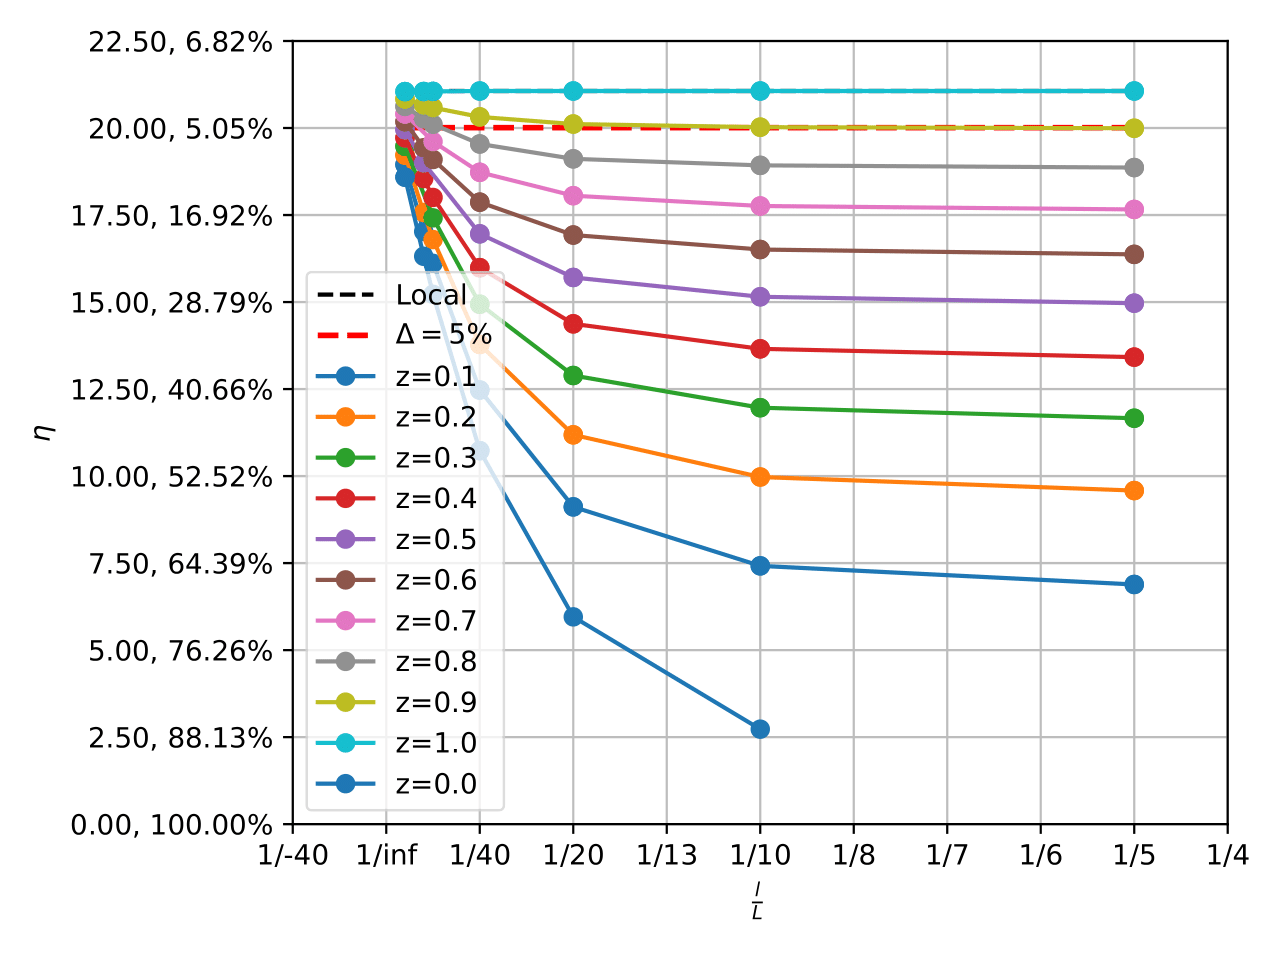 22.50, 6.82%
20.00, 5.05%
17.50, 16.92%
15.00, 28.79%
12.50, 40.66%
10.00, 52.52%
7.50, 64.39%
5.00, 76.26%
2.50, 88.13%
0.00, 100.00%
η
Local
Δ = 5%
z=0.1
z=0.2
z=0.3
z=0.4
z=0.5
z=0.6
z=0.7
z=0.8
z=0.9
z=1.0
z=0.0
1/-40 1/inf 1/40 1/20 1/13 1/10 1/8 1/7 1/6 1/5 1/4
l
L